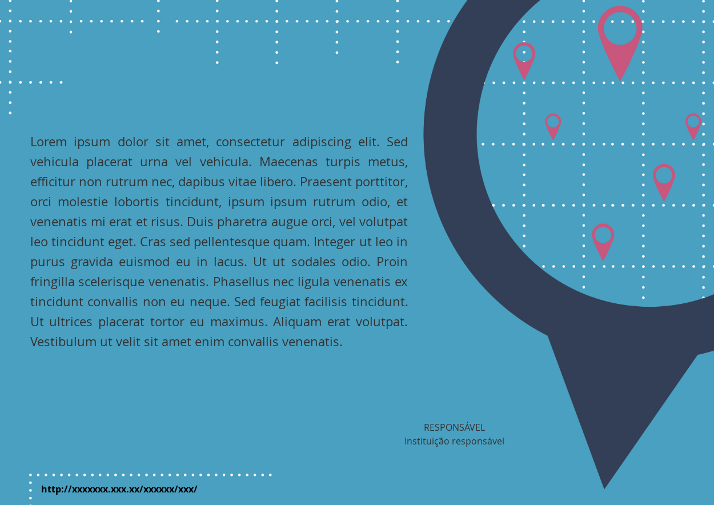 Lorem ipsum dolor sit amet, consectetur adipiscing elit. Sed
vehicula placerat urna vel vehicula. Maecenas turpis metus,
efficitur non rutrum nec, dapibus vitae libero. Praesent porttitor,
orci molestie lobortis tincidunt, ipsum ipsum rutrum odio, et
venenatis mi erat et risus. Duis pharetra augue orci, vel volutpat
leo tincidunt eget. Cras sed pellentesque quam. Integer ut leo in
purus gravida euismod eu in lacus. Ut ut sodales odio. Proin
fringilla scelerisque venenatis. Phasellus nec ligula venenatis ex
tincidunt convallis non eu neque. Sed feugiat facilisis tincidunt.
Ut ultrices placerat tortor eu maximus. Aliquam erat volutpat.
Vestibulum ut velit sit amet enim convallis venenatis.
RESPONSÁVEL
Instituição responsável
http://xxxxxxx.xxx.xx/xxxxxx/xxx/